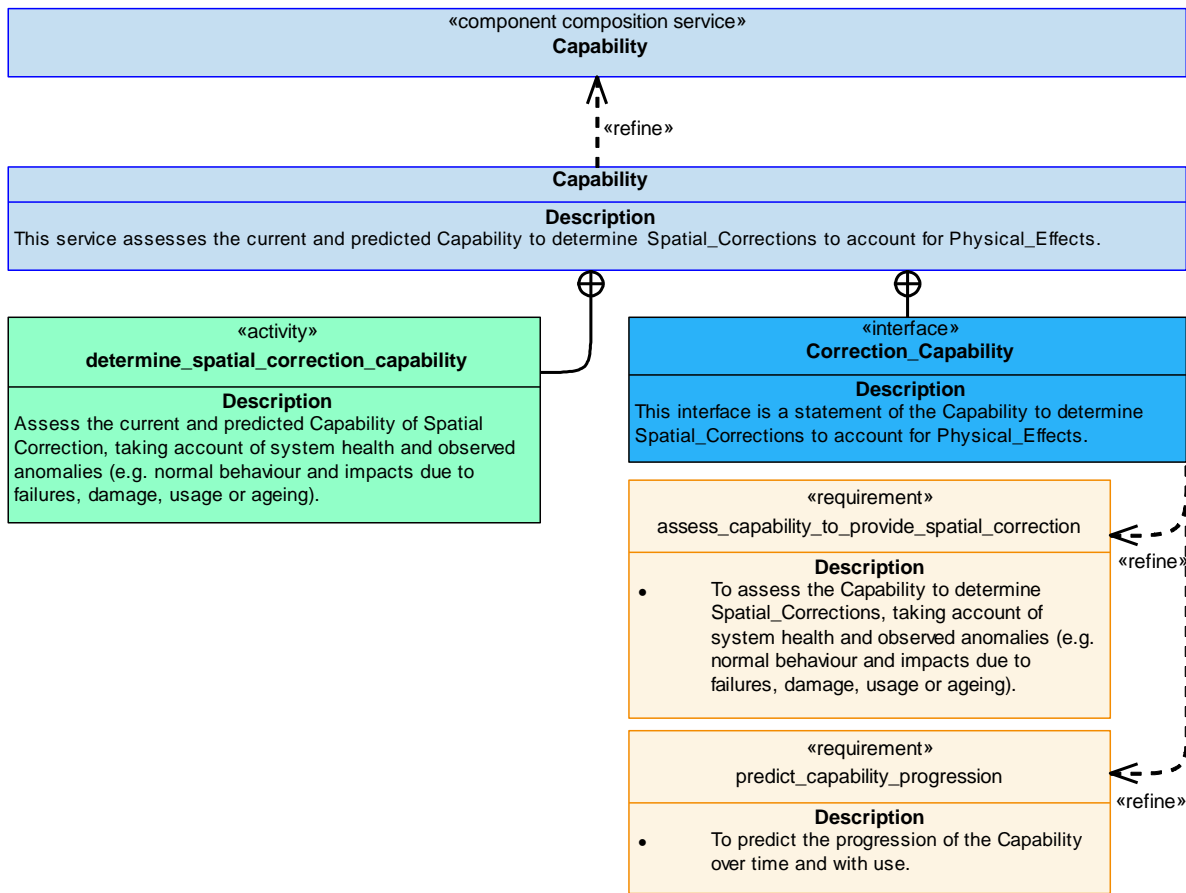 «component composition service»
Capability
«refine»
Capability
Description
This service assesses the current and predicted Capability to determine Spatial_Corrections to account for Physical_Effects.
«activity»
determine_spatial_correction_capability
Description
Assess the current and predicted Capability of Spatial
Correction, taking account of system health and observed
anomalies (e.g. normal behaviour and impacts due to
failures, damage, usage or ageing).
«interface»
Correction_Capability
Description
This interface is a statement of the Capability to determine
Spatial_Corrections to account for Physical_Effects.
«requirement»
assess_capability_to_provide_spatial_correction
«refine»
Description
• To assess the Capability to determine
Spatial_Corrections, taking account of
system health and observed anomalies (e.g.
normal behaviour and impacts due to
failures, damage, usage or ageing).
«requirement»
predict_capability_progression
«refine»
Description
• To predict the progression of the Capability
over time and with use.